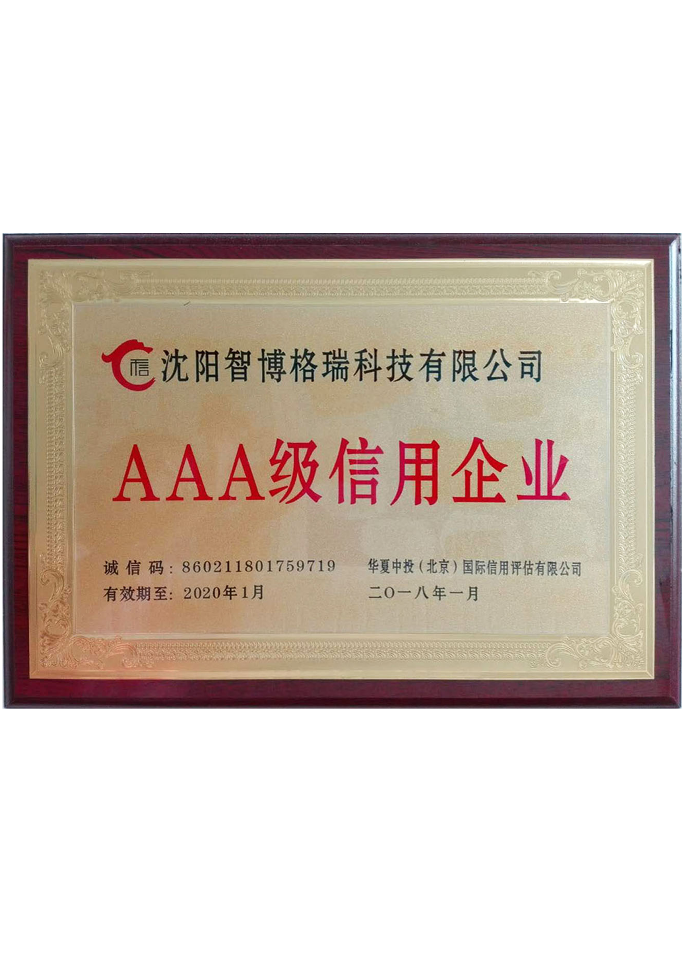 信 沈阳智博格瑞科技有限公司
AAA级信用企业
诚信码: 860211801759719 华夏中投(北京)国际信用评估有限公司
有效期至: 2020年1月 二〇一八年一月